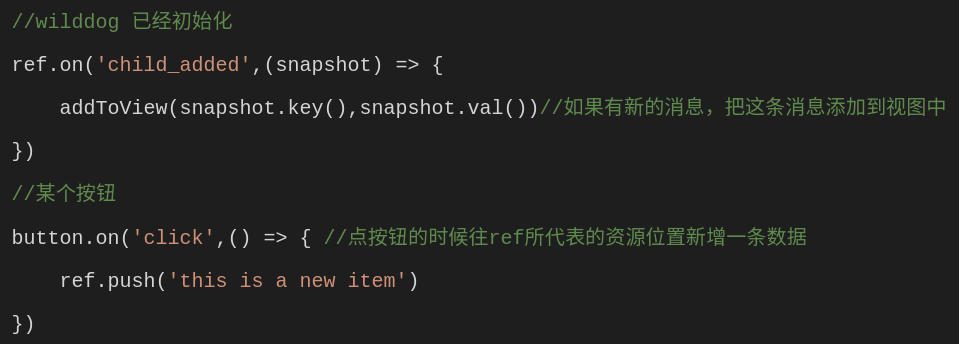 //wilddog 已经初始化
ref.on('child_added',(snapshot) => {
    addToView(snapshot.key(),snapshot.val())//如果有新的消息，把这条消息添加到视图中
})
//某个按钮
button.on('click',() => { //点按钮的时候往ref所代表的资源位置新增一条数据
    ref.push('this is a new item')
})